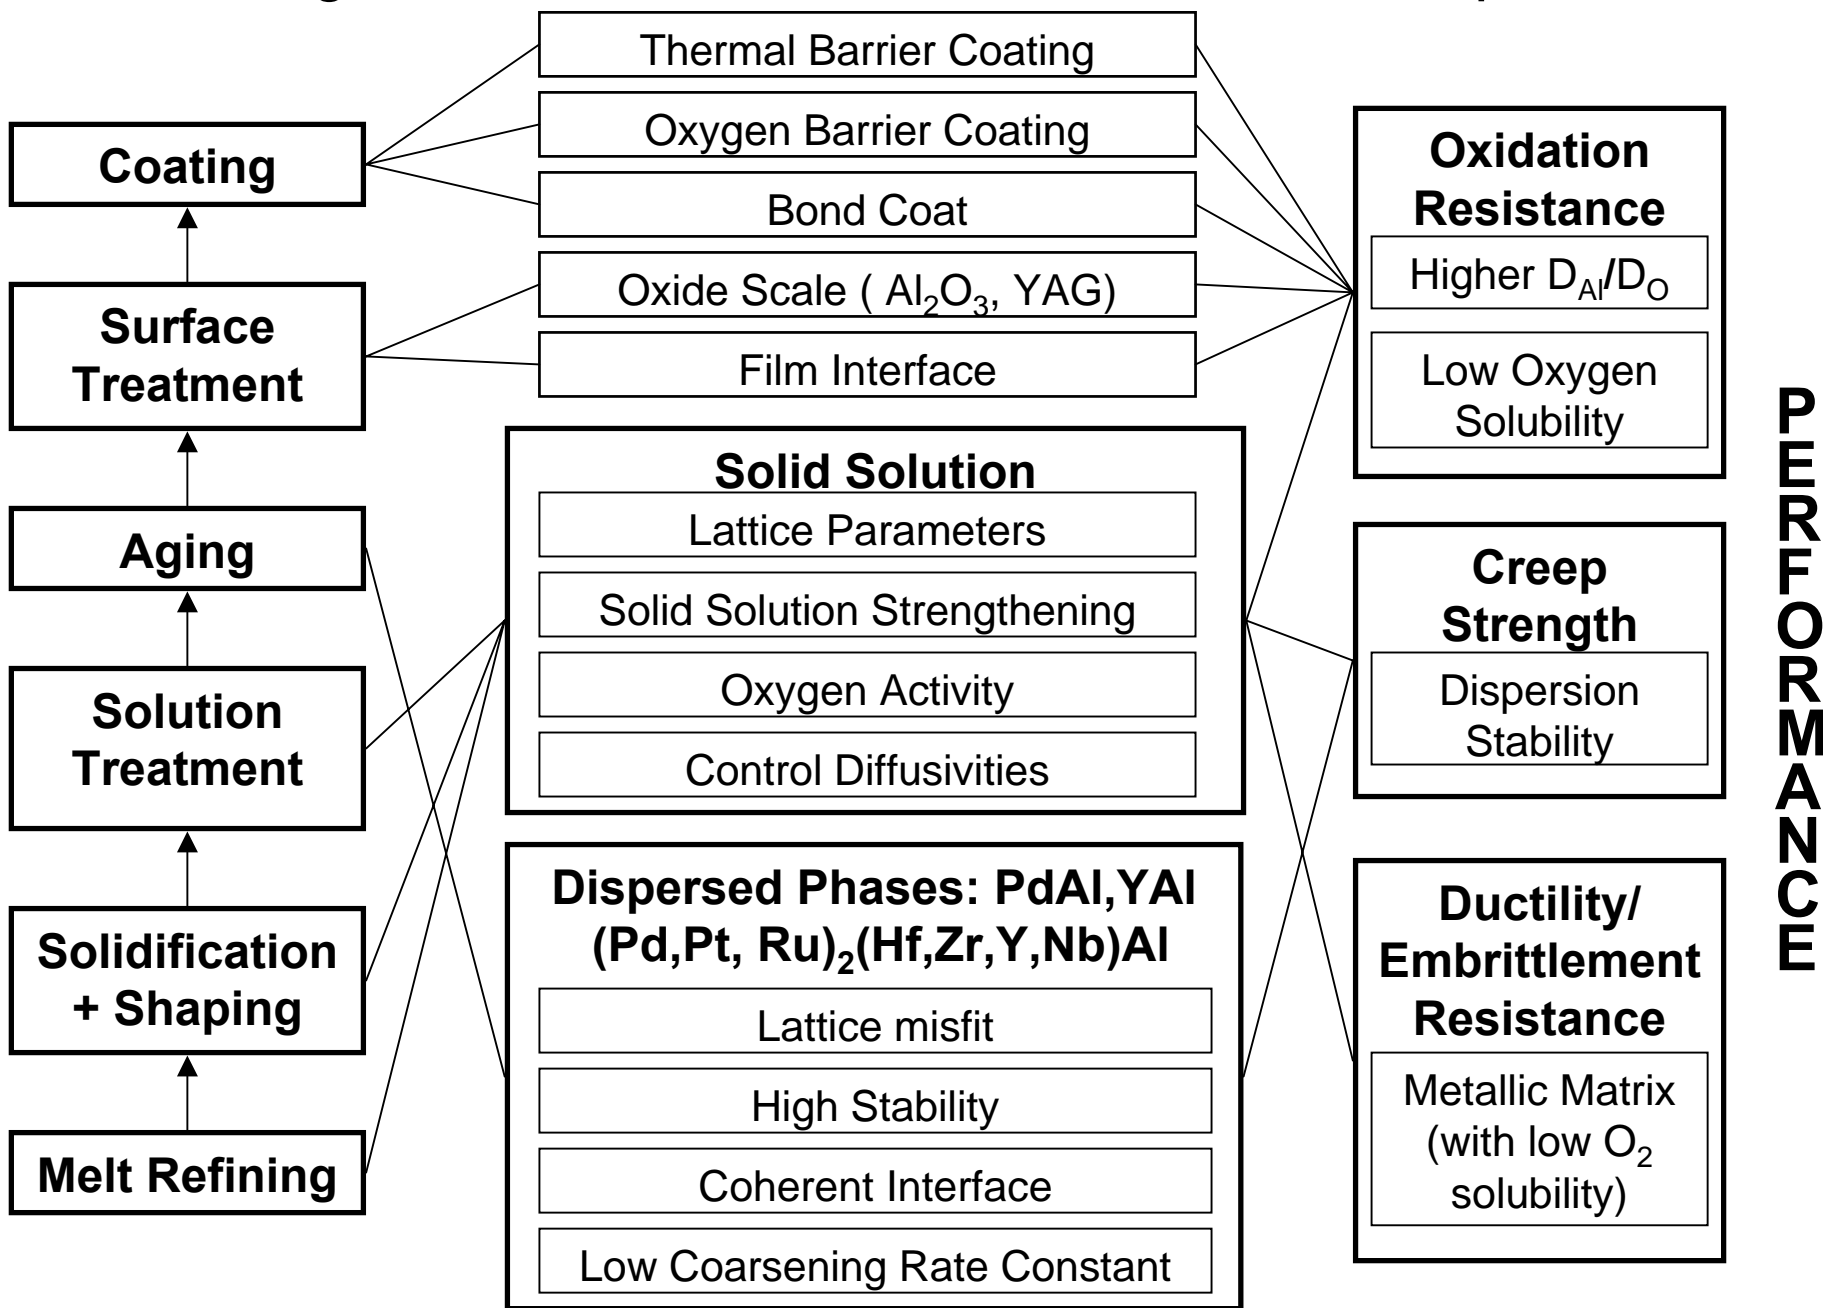 Coating
Surface
Treatment
Aging
Solution
Treatment
Solidification
+ Shaping
Melt Refining
Thermal Barrier Coating
Oxygen Barrier Coating
Bond Coat
Oxide Scale ( Al₂O₃, YAG)
Film Interface
Solid Solution
Lattice Parameters
Solid Solution Strengthening
Oxygen Activity
Control Diffusivities
Dispersed Phases: PdAl,YAl
(Pd,Pt, Ru)₂(Hf,Zr,Y,Nb)Al
Lattice misfit
High Stability
Coherent Interface
Low Coarsening Rate Constant
Oxidation
Resistance
Higher D_Al/D_O
Low Oxygen
Solubility
Creep
Strength
Dispersion
Stability
Ductility/
Embrittlement
Resistance
Metallic Matrix
(with low O₂
solubility)
PERFORMANCE